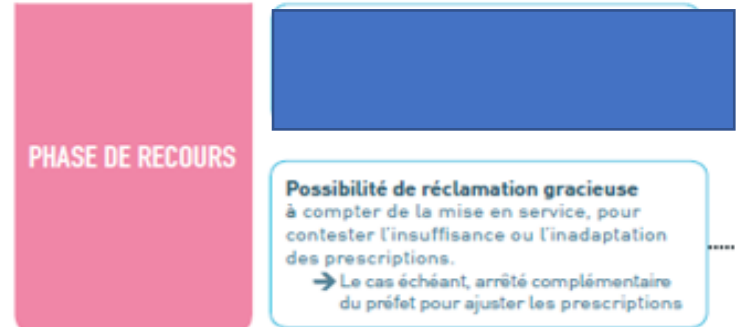 PHASE DE RECOURS
Possibilité de réclamation gracieuse
à compter de la mise en service, pour
contester l'insuffisance ou l'inadaptation
des prescriptions.
→ Le cas échéant, arrêté complémentaire
du préfet pour ajuster les prescriptions